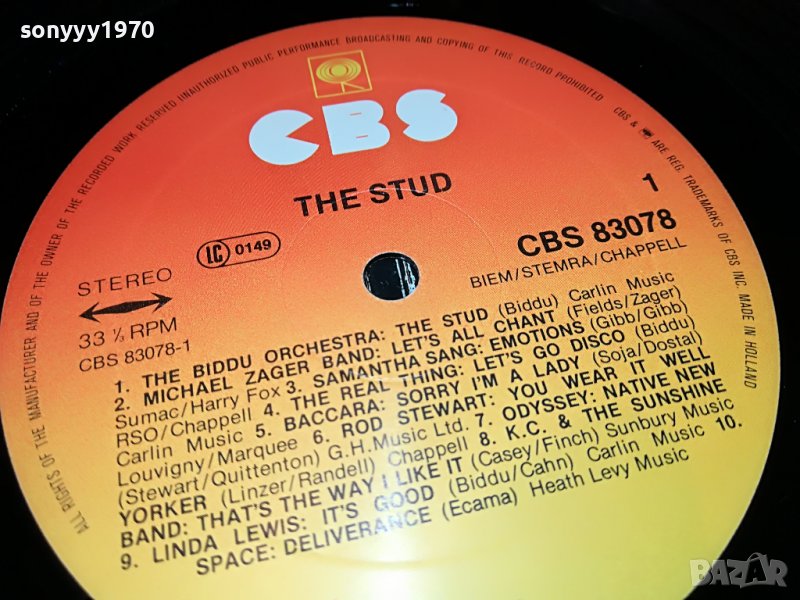 sonyyy1970
ALL RIGHTS OF THE MANUFACTURER AND OF THE OWNER OF THE RECORDED WORK RESERVED UNAUTHORIZED PUBLIC PERFORMANCE BROADCASTING AND COPYING OF THIS RECORD PROHIBITED
CBS & ARE REG. TRADEMARKS OF CBS INC. MADE IN HOLLAND
CBS
THE STUD
1
LC 0149
CBS 83078
STEREO
BIEM/STEMRA/CHAPPELL
33 ⅓ RPM
CBS 83078-1
1. THE BIDDU ORCHESTRA: THE STUD (Biddu) Carlin Music
2. MICHAEL ZAGER BAND: LET'S ALL CHANT (Fields/Zager)
Sumac/Harry Fox 3. SAMANTHA SANG: EMOTIONS (Gibb/Gibb)
RSO/Chappell 4. THE REAL THING: LET'S GO DISCO (Biddu)
Carlin Music 5. BACCARA: SORRY I'M A LADY (Soja/Dostal)
Louvigny/Marquee 6. ROD STEWART: YOU WEAR IT WELL
(Stewart/Quittenton) G.H. Music Ltd. 7. ODYSSEY: NATIVE NEW
YORKER (Linzer/Randell) Chappell 8. K.C. & THE SUNSHINE
BAND: THAT'S THE WAY I LIKE IT (Casey/Finch) Sunbury Music
9. LINDA LEWIS: IT'S GOOD (Biddu/Cahn) Carlin Music 10.
SPACE: DELIVERANCE (Ecama) Heath Levy Music
BAZAR